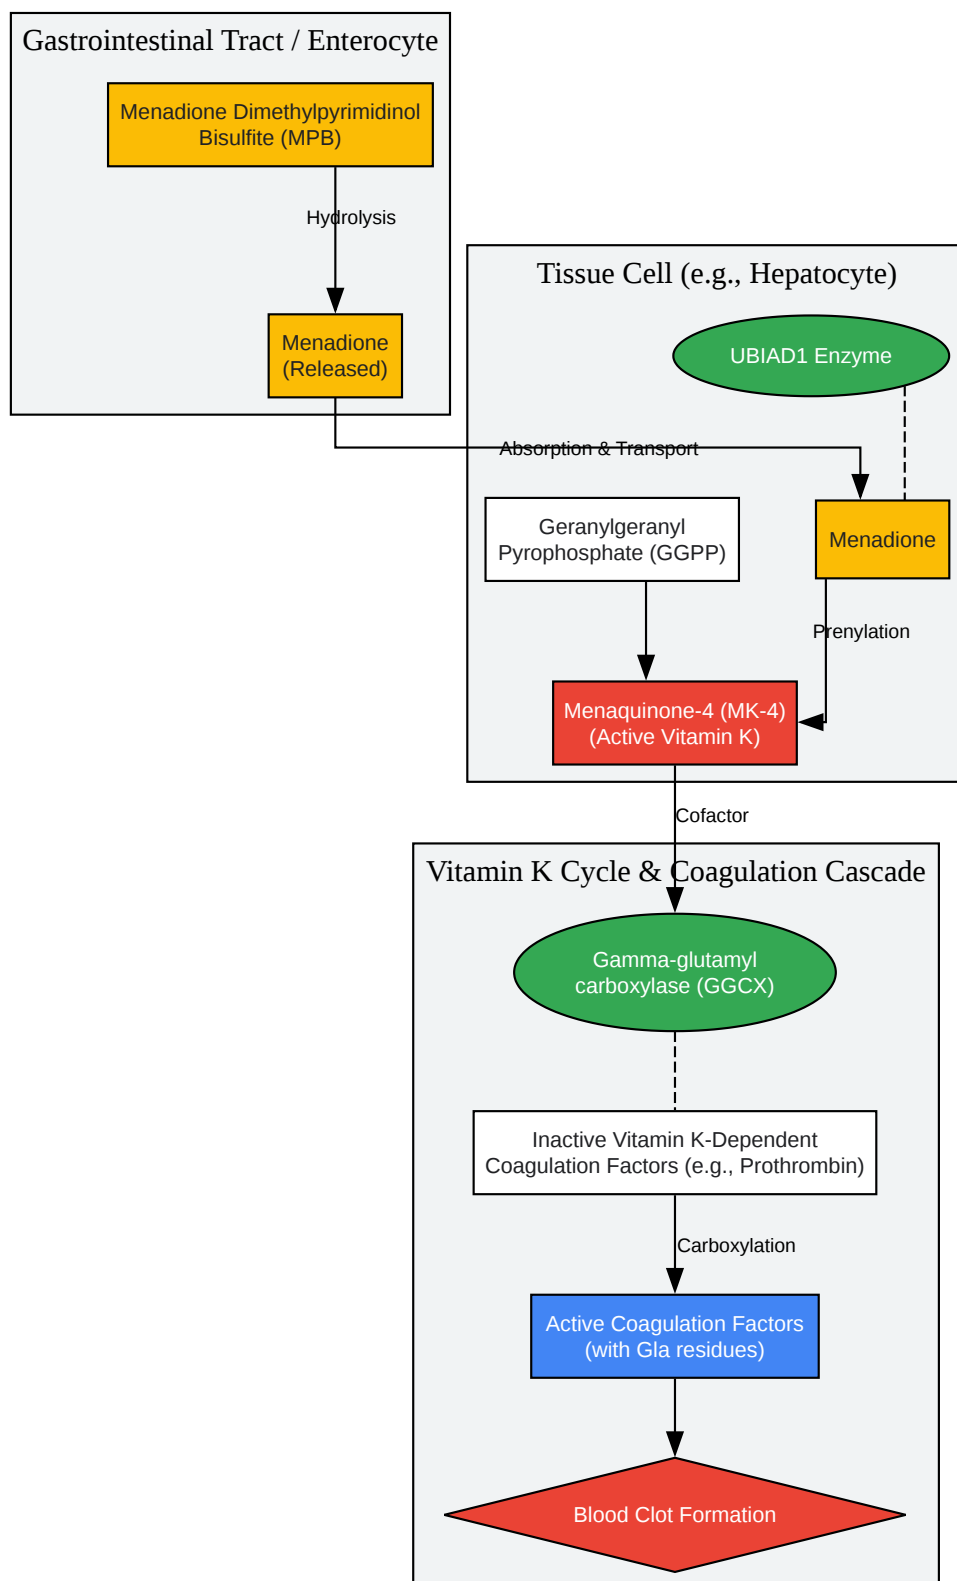 Gastrointestinal Tract / Enterocyte
Menadione Dimethylpyrimidinol
Bisulfite (MPB)
Hydrolysis
Menadione
(Released)
Tissue Cell (e.g., Hepatocyte)
UBIAD1 Enzyme
Absorption & Transport
Geranylgeranyl
Pyrophosphate (GGPP)
Menadione
Prenylation
Menaquinone-4 (MK-4)
(Active Vitamin K)
Cofactor
Vitamin K Cycle & Coagulation Cascade
Gamma-glutamyl
carboxylase (GGCX)
Inactive Vitamin K-Dependent
Coagulation Factors (e.g., Prothrombin)
Carboxylation
Active Coagulation Factors
(with Gla residues)
Blood Clot Formation